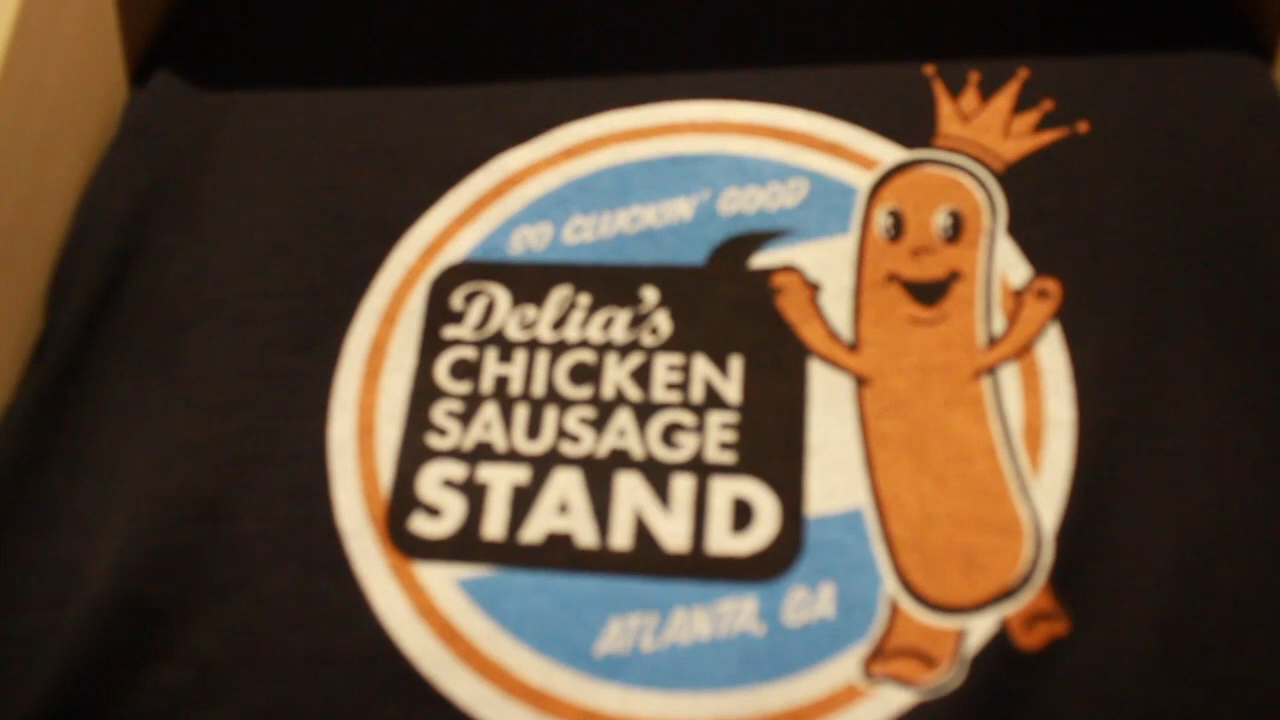 SO CLUCKIN' GOOD
Delia's
CHICKEN
SAUSAGE
STAND
ATLANTA, GA